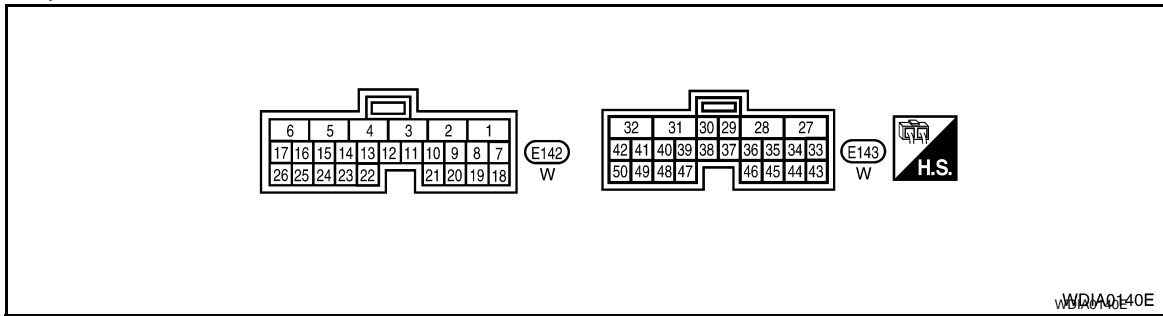 6 5 4 3 2 1
17 16 15 14 13 12 11 10 9 8 7
26 25 24 23 22 21 20 19 18
E142
W
32 31 30 29 28 27
42 41 40 39 38 37 36 35 34 33
50 49 48 47 46 45 44 43
E143
W
H.S.
WDIA0140E
WDIA0140E